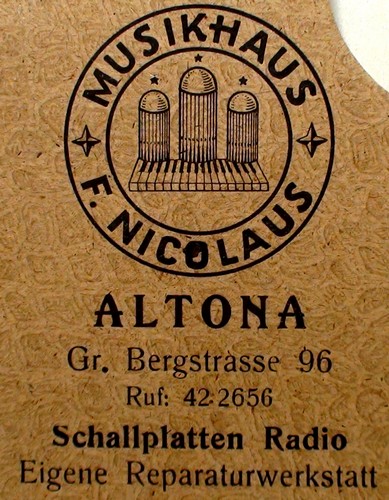 MUSIKHAUS
F. NICOLAUS
ALTONA
Gr. Bergstrasse 96
Ruf: 42.2656
Schallplatten Radio
Eigene Reparaturwerkstatt